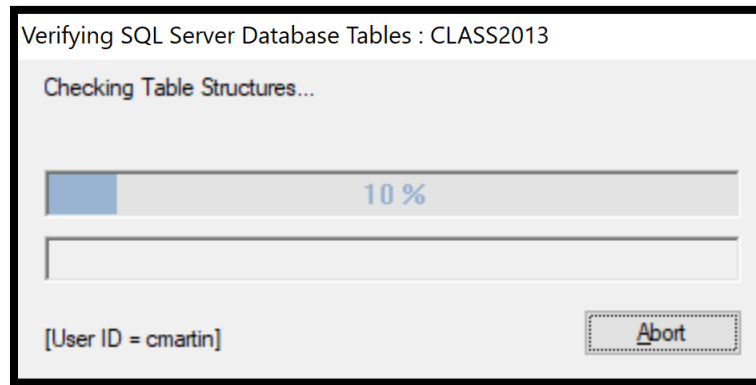 Verifying SQL Server Database Tables : CLASS2013
Checking Table Structures...
10 %
[User ID = cmartin]
Abort